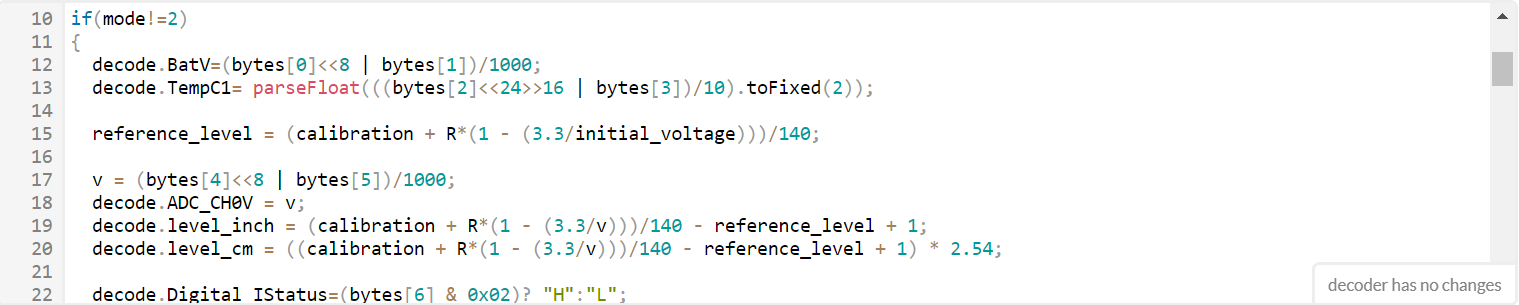 10 if(mode!=2)
11 {
12 decode.BatV=(bytes[0]<<8 | bytes[1])/1000;
13 decode.TempC1= parseFloat(((bytes[2]<<24>>16 | bytes[3])/10).toFixed(2));
14
15 reference_level = (calibration + R*(1 - (3.3/initial_voltage)))/140;
16
17 v = (bytes[4]<<8 | bytes[5])/1000;
18 decode.ADC_CH0V = v;
19 decode.level_inch = (calibration + R*(1 - (3.3/v)))/140 - reference_level + 1;
20 decode.level_cm = ((calibration + R*(1 - (3.3/v)))/140 - reference_level + 1) * 2.54;
21
22 decode.Digital_IStatus=(bytes[6] & 0x02)? "H":"L";
decoder has no changes